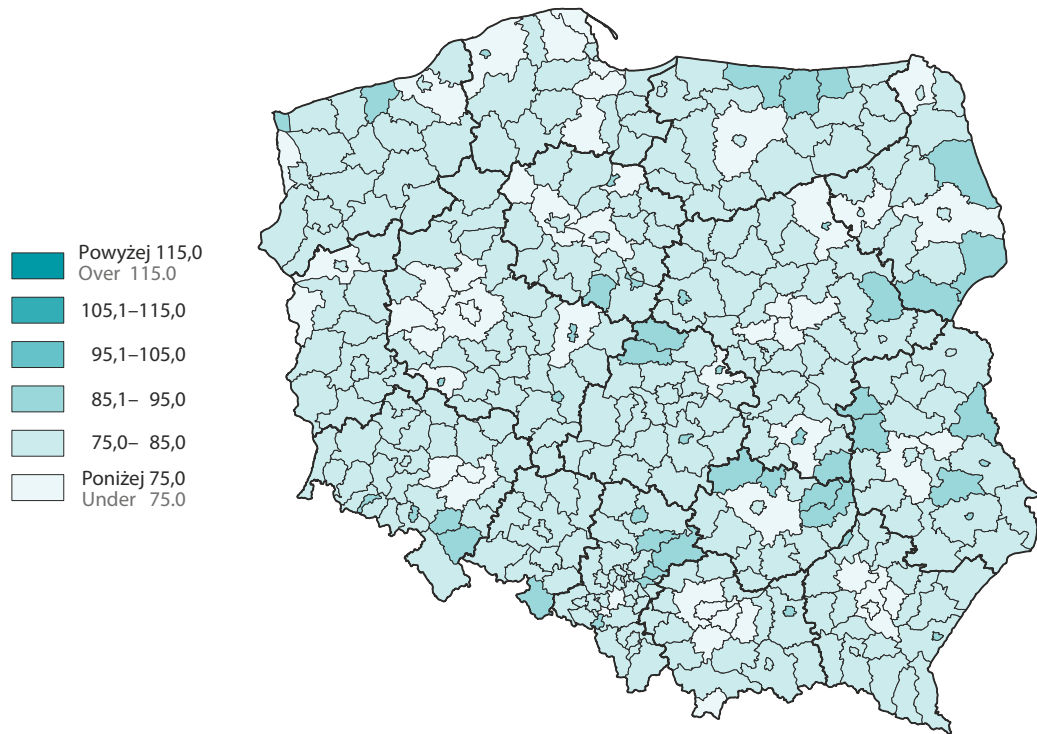 Powyżej 115,0
Over 115.0
105,1–115,0
95,1–105,0
85,1– 95,0
75,0– 85,0
Poniżej 75,0
Under 75.0